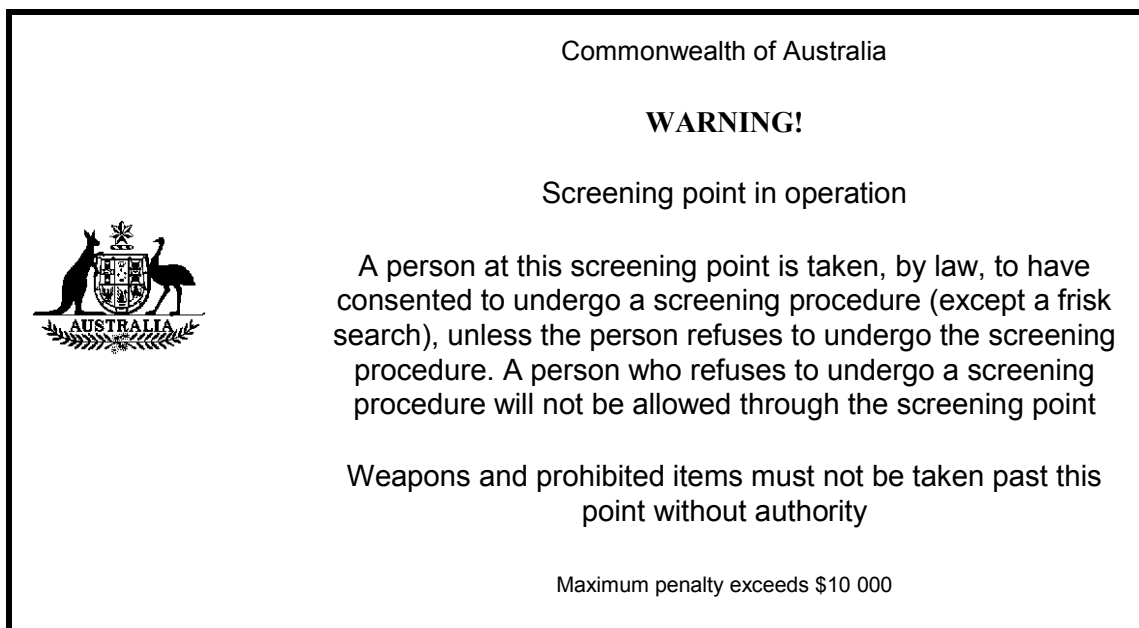 Commonwealth of Australia
WARNING!
Screening point in operation
A person at this screening point is taken, by law, to have
consented to undergo a screening procedure (except a frisk
search), unless the person refuses to undergo the screening
procedure. A person who refuses to undergo a screening
procedure will not be allowed through the screening point
AUSTRALIA
Weapons and prohibited items must not be taken past this
point without authority
Maximum penalty exceeds $10 000